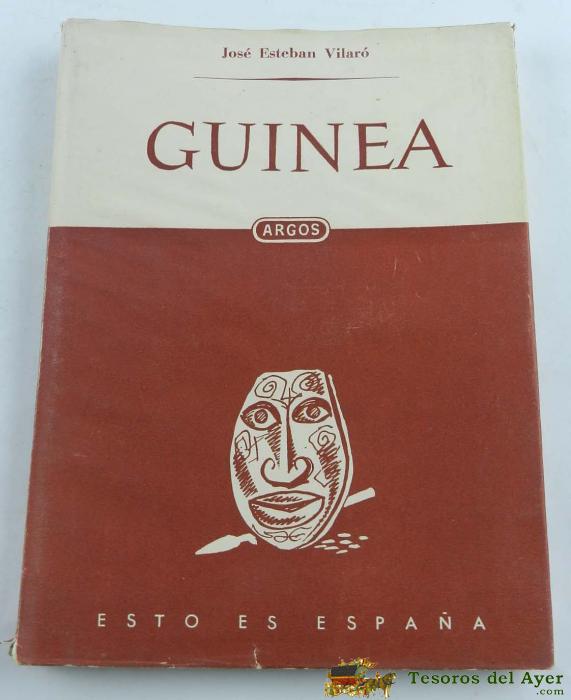 José Esteban Vilaró
GUINEA
ARGOS
ESTO ES ESPAÑA
Tesoros del Ayer
.com